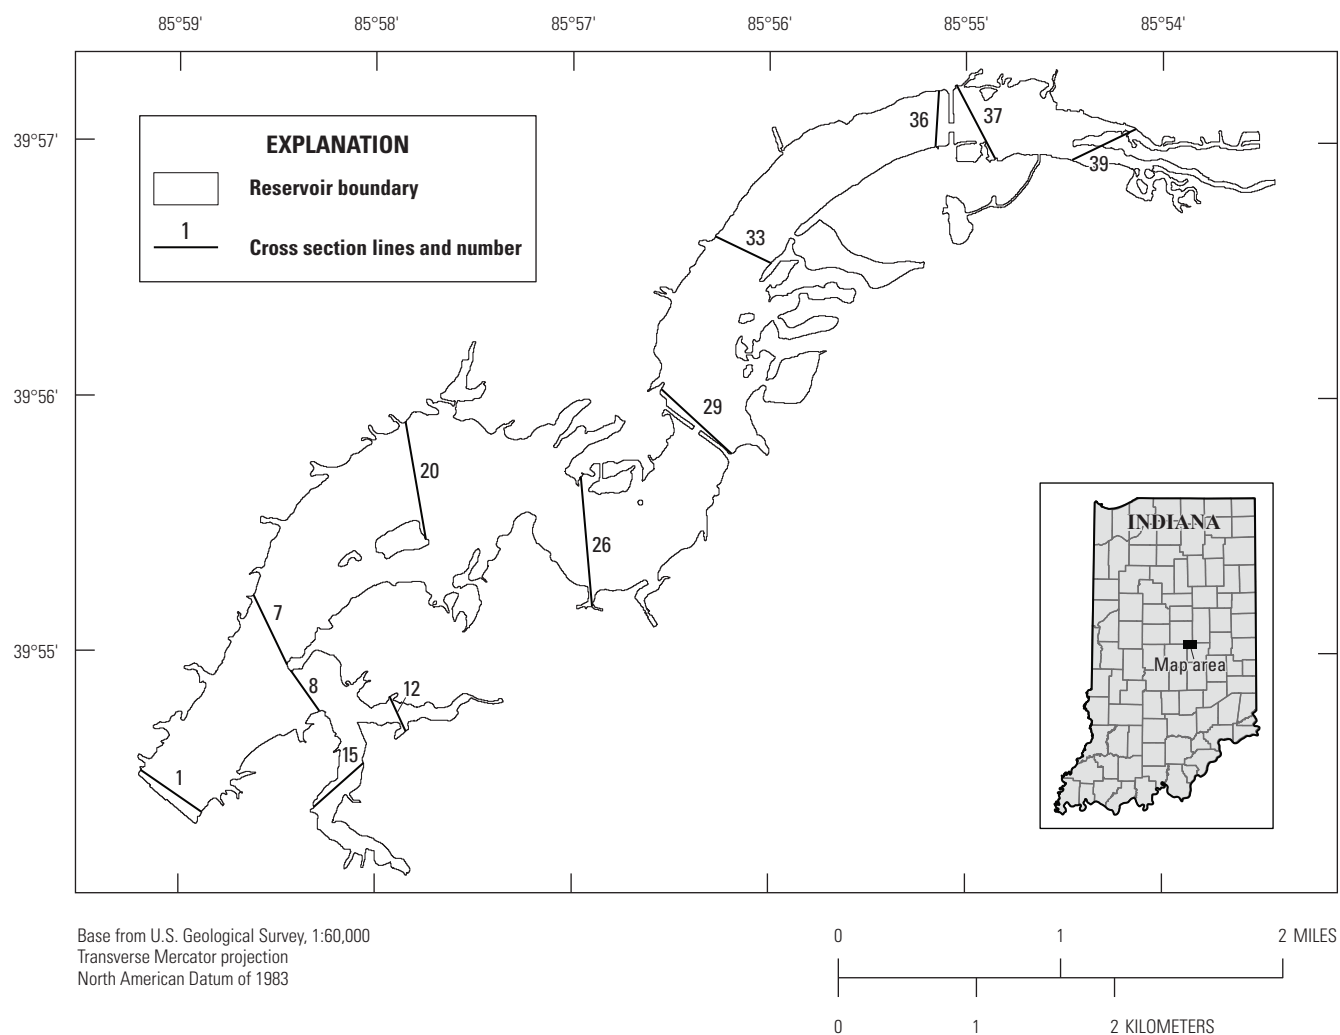 85°59' 85°58' 85°57' 85°56' 85°55' 85°54'
39°57'
39°56'
39°55'
EXPLANATION
Reservoir boundary
1
Cross section lines and number
36
37
39
33
29
20
26
7
8
12
15
1
INDIANA
Map area
Base from U.S. Geological Survey, 1:60,000
Transverse Mercator projection
North American Datum of 1983
0 1 2 MILES
0 1 2 KILOMETERS